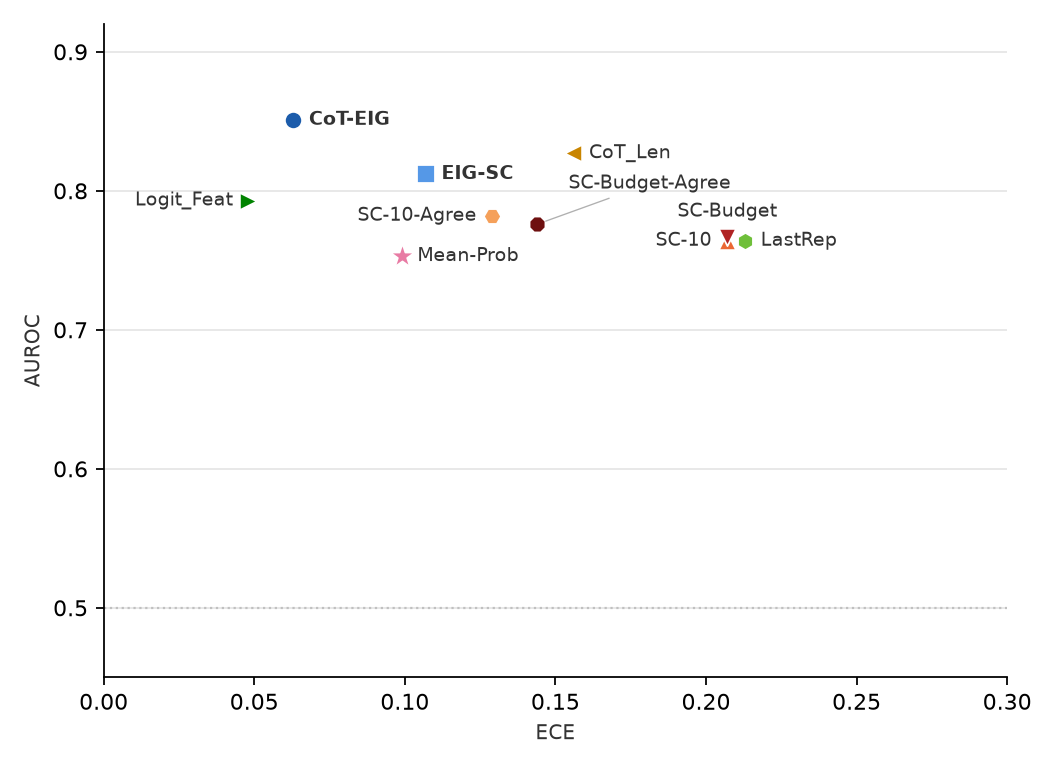 0.9
CoT-EIG
CoT_Len
EIG-SC
SC-Budget-Agree
0.8
Logit_Feat
SC-10-Agree
SC-Budget
SC-10
LastRep
Mean-Prob
0.7
AUROC
0.6
0.5
0.00 0.05 0.10 0.15 0.20 0.25 0.30
ECE